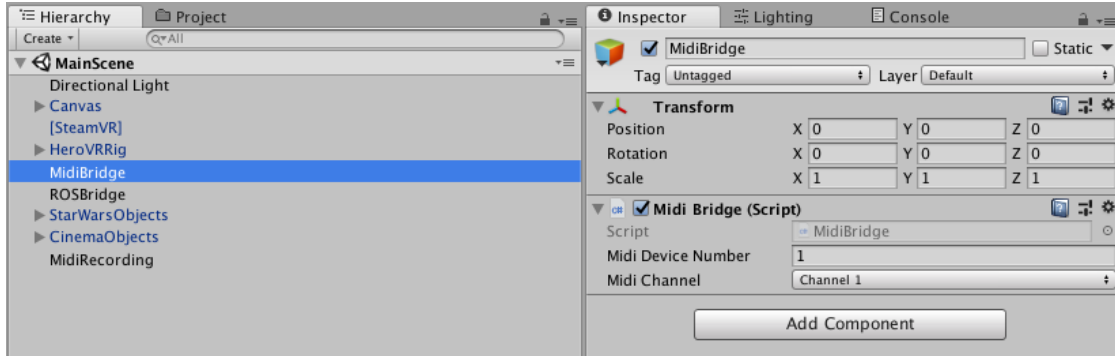 Hierarchy Project
Create QAll
MainScene
Directional Light
Canvas
[SteamVR]
HeroVRRig
MidiBridge
ROSBridge
StarWarsObjects
CinemaObjects
MidiRecording
Inspector Lighting Console
MidiBridge Static
Tag Untagged Layer Default
Transform
Position X 0 Y 0 Z 0
Rotation X 0 Y 0 Z 0
Scale X 1 Y 1 Z 1
C# Midi Bridge (Script)
Script MidiBridge
Midi Device Number 1
Midi Channel Channel 1
Add Component